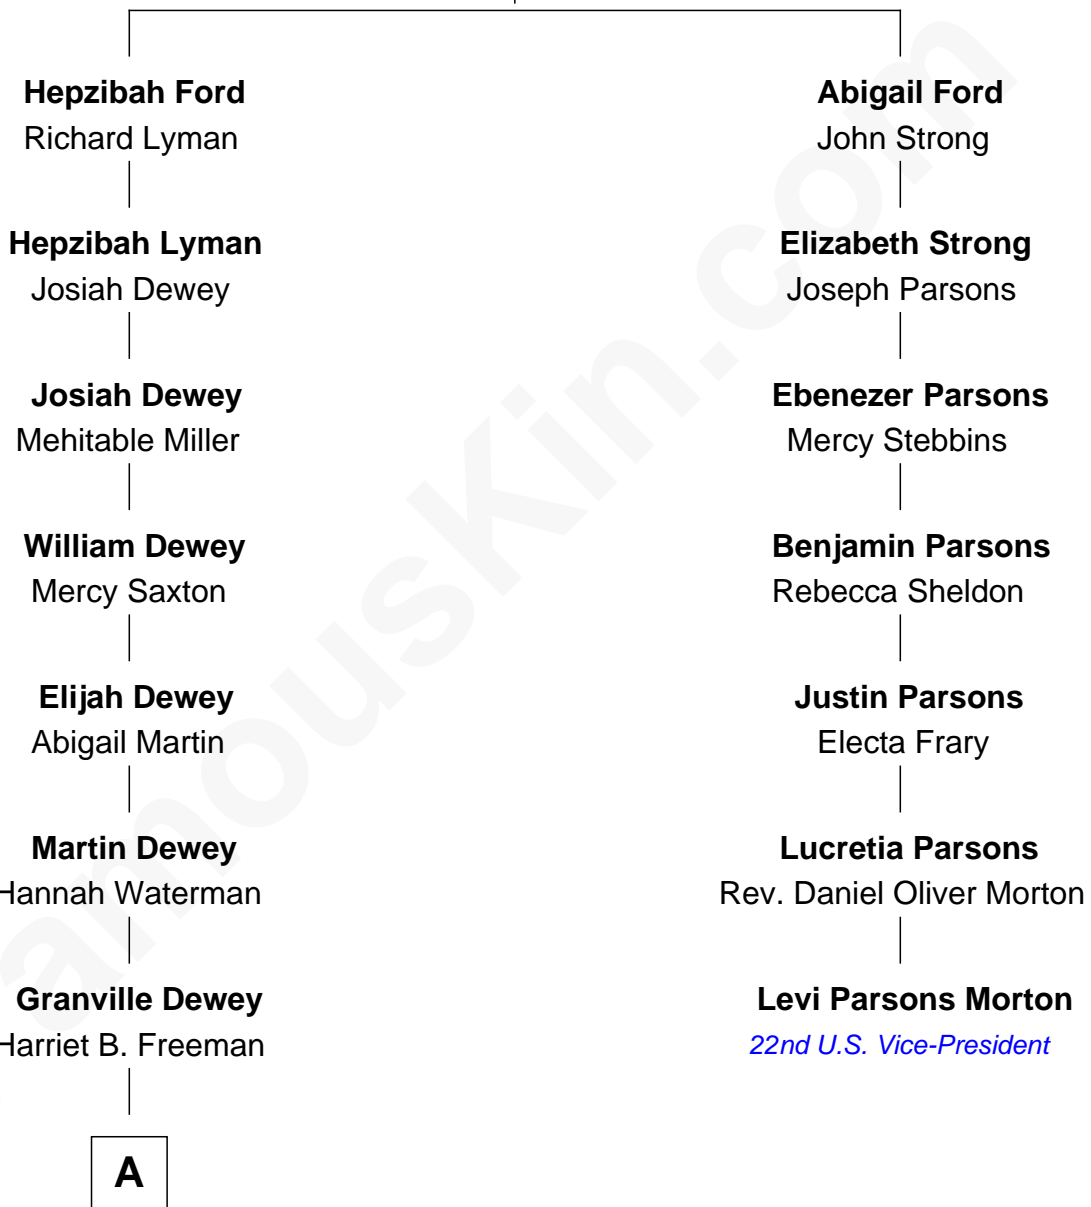 Hepzibah Ford
Richard Lyman
Hepzibah Lyman
Josiah Dewey
Josiah Dewey
Mehitable Miller
William Dewey
Mercy Saxton
Elijah Dewey
Abigail Martin
Martin Dewey
Hannah Waterman
Granville Dewey
Harriet B. Freeman
A
Abigail Ford
John Strong
Elizabeth Strong
Joseph Parsons
Ebenezer Parsons
Mercy Stebbins
Benjamin Parsons
Rebecca Sheldon
Justin Parsons
Electa Frary
Lucretia Parsons
Rev. Daniel Oliver Morton
Levi Parsons Morton
22nd U.S. Vice-President
amouskin.com